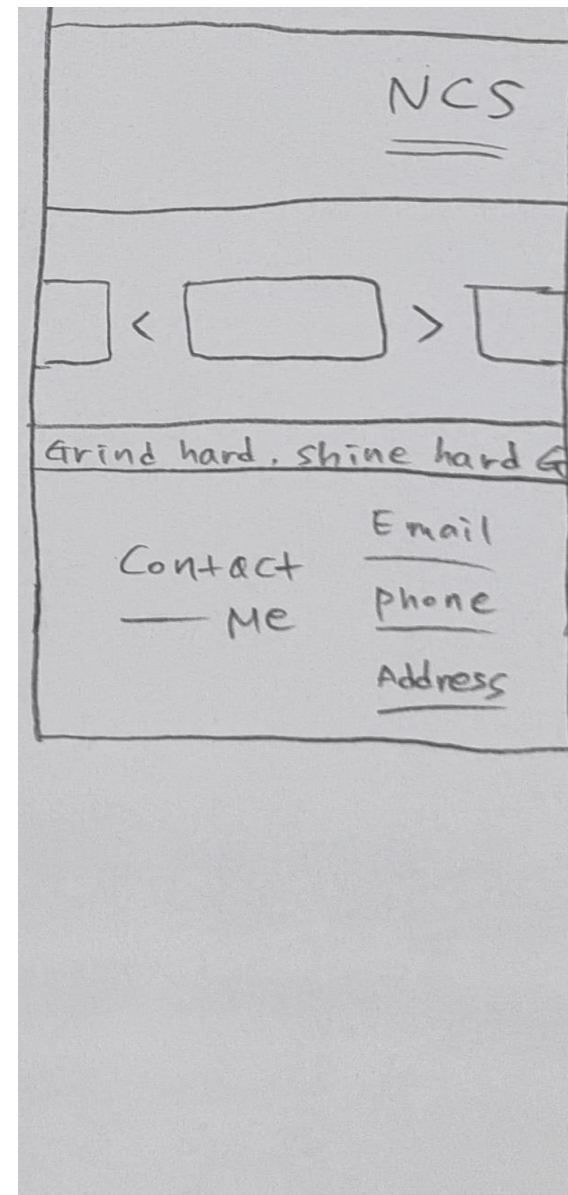 NCS
< >
Grind hard. Shine hard G
Contact
Me
Email
Phone
Address